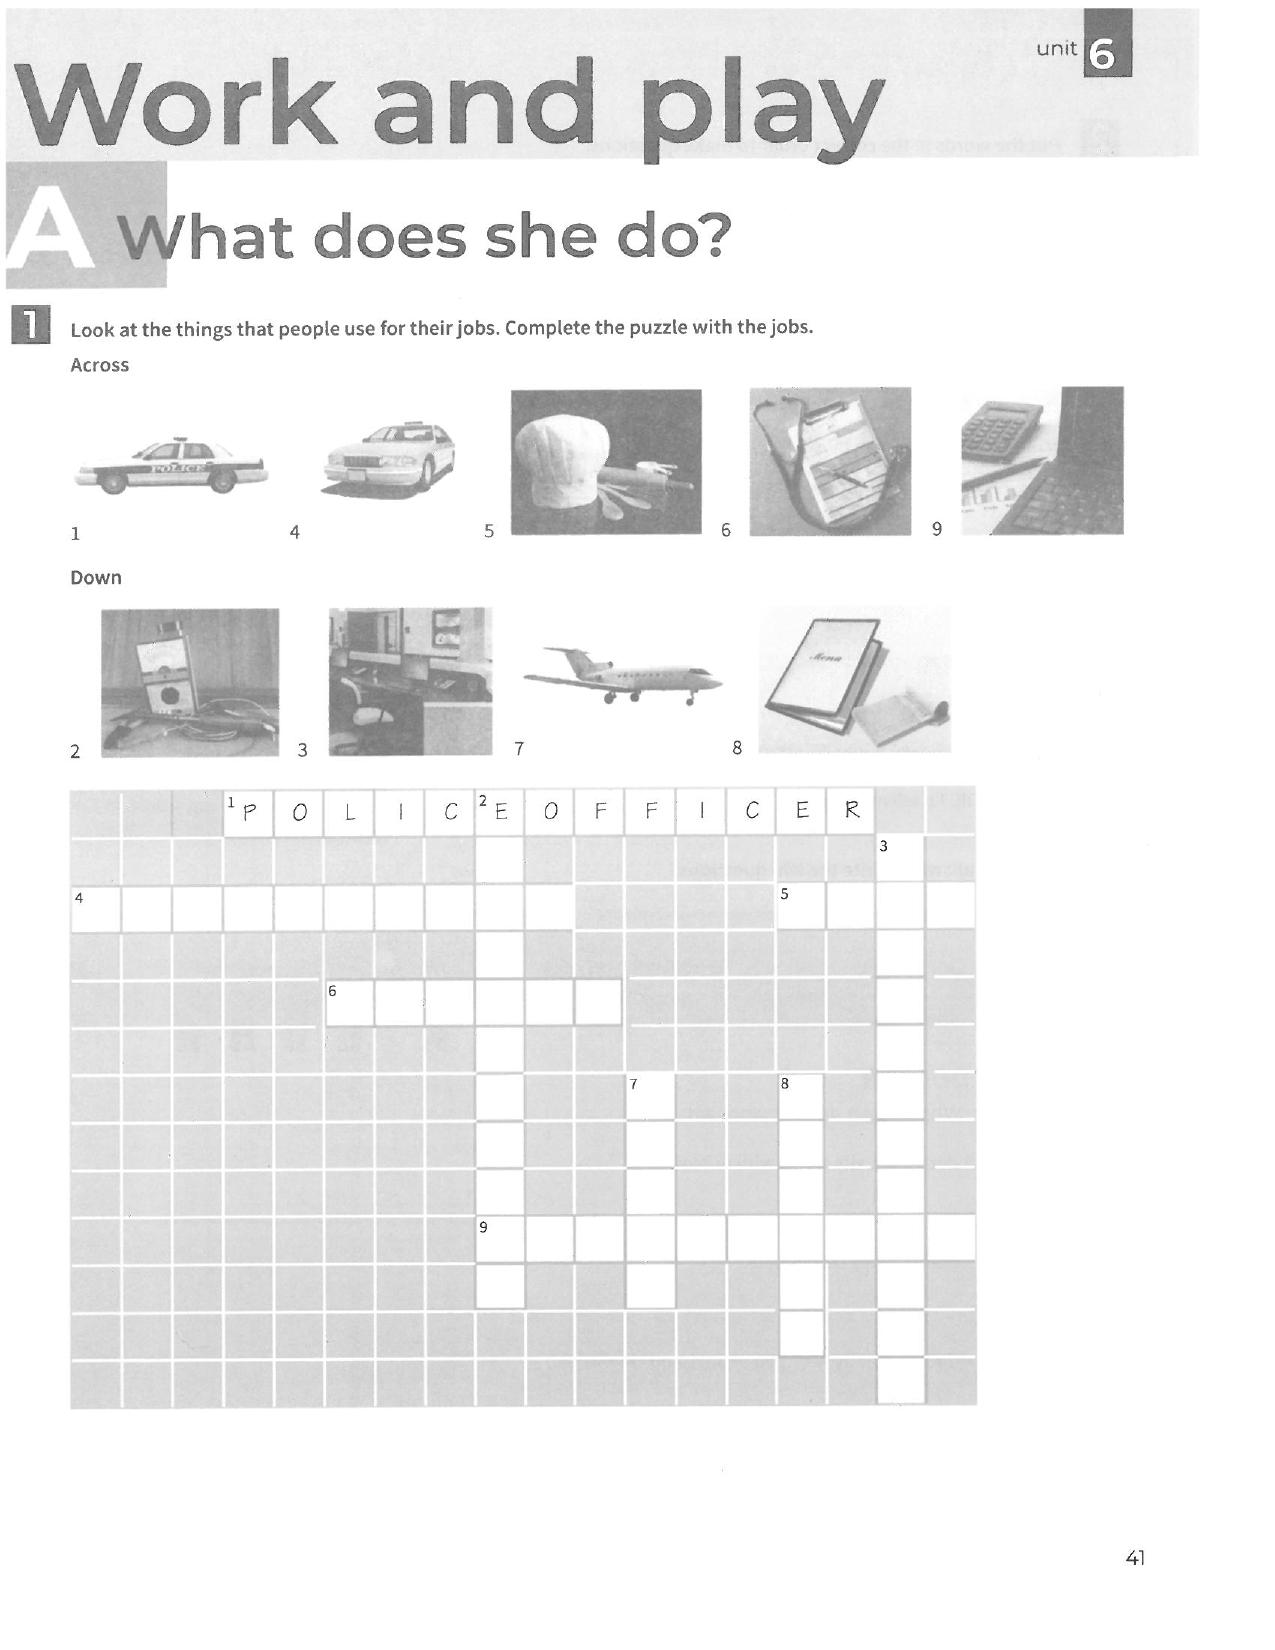 unit 6
Work and play
A What does she do?
1 Look at the things that people use for their jobs. Complete the puzzle with the jobs.
Across
POLICE
1 4 5 6 9
Down
Menu
2 3 7 8
1 P O L I C 2 E O F F I C E R
3
4 5
6
7 8
9
41